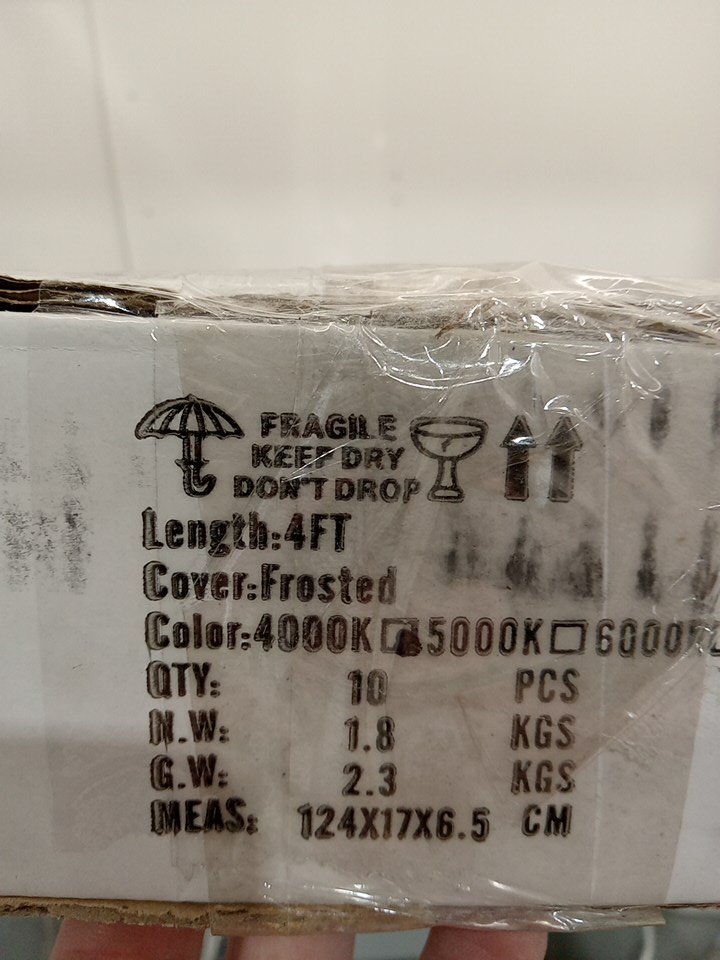 FRAGILE
KEEP DRY
DON'T DROP
Length:4FT
Cover:Frosted
Color:4000K 5000K 6000K
QTY: 10 PCS
N.W: 1.8 KGS
G.W: 2.3 KGS
MEAS: 124X17X6.5 CM